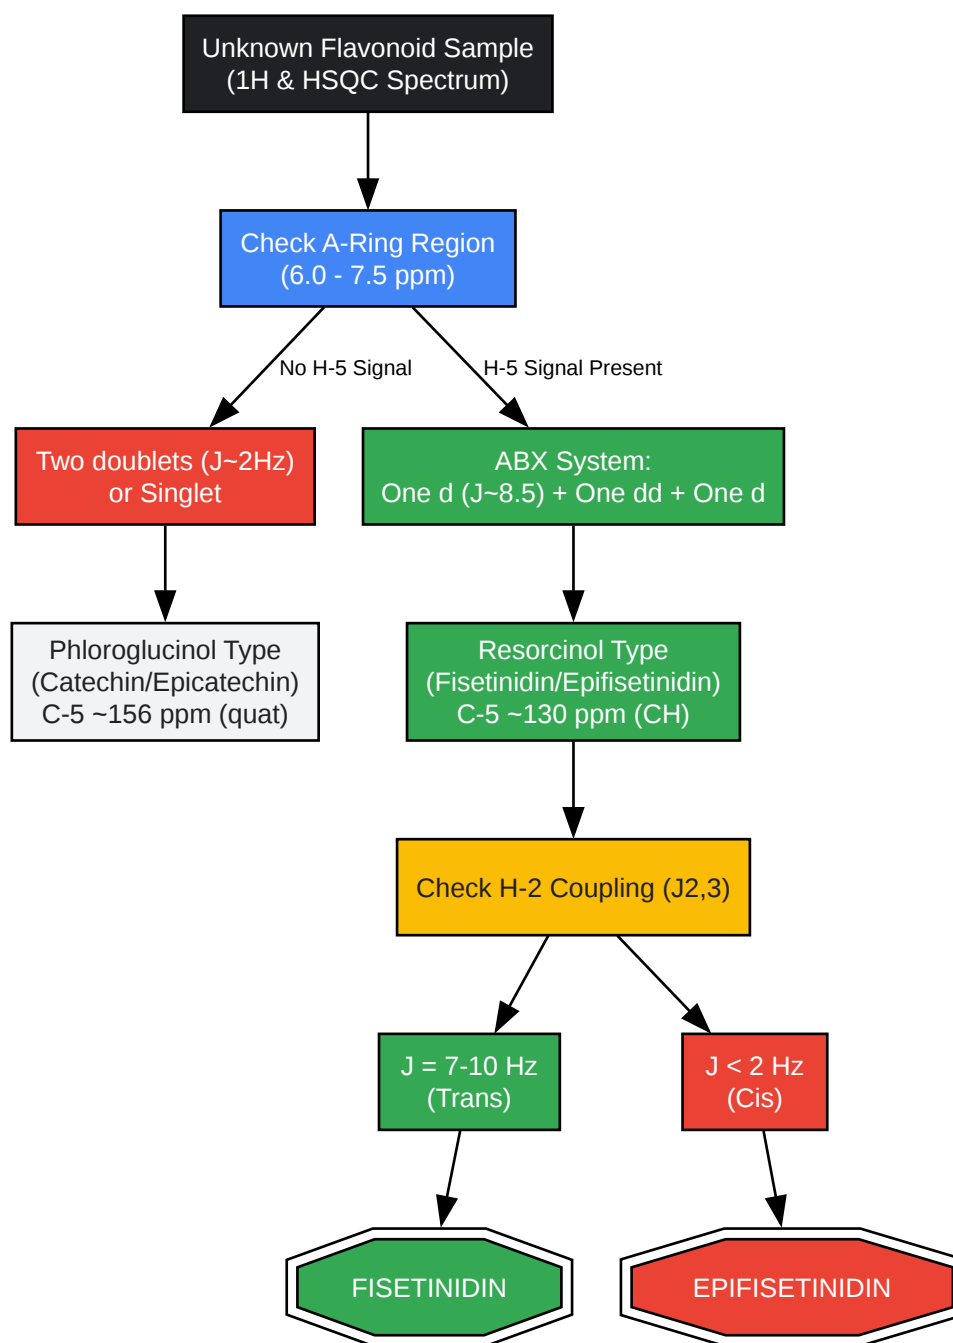 Unknown Flavonoid Sample
(1H & HSQC Spectrum)
Check A-Ring Region
(6.0 - 7.5 ppm)
No H-5 Signal
H-5 Signal Present
Two doublets (J~2Hz)
or Singlet
ABX System:
One d (J~8.5) + One dd + One d
Phloroglucinol Type
(Catechin/Epicatechin)
C-5 ~156 ppm (quat)
Resorcinol Type
(Fisetinidin/Epifisetinidin)
C-5 ~130 ppm (CH)
Check H-2 Coupling (J2,3)
J = 7-10 Hz
(Trans)
J < 2 Hz
(Cis)
FISETINIDIN
EPIFISETINIDIN